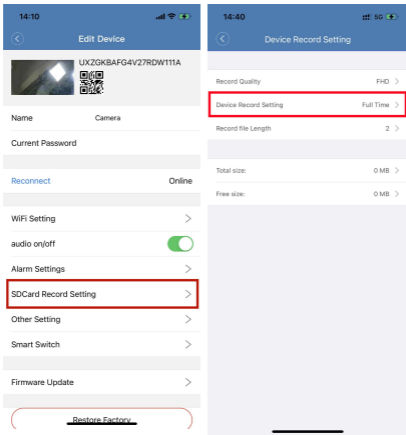 14:10
Edit Device
UXZGKBAFG4V27RDW111A
Name Camera
Current Password
Reconnect Online
WiFi Setting
audio on/off
Alarm Settings
SDCard Record Setting
Other Setting
Smart Switch
Firmware Update
Restore Factory
14:40
5G
Device Record Setting
Record Quality FHD
Device Record Setting Full Time
Record file Length 2
Total size: 0 MB
Free size: 0 MB